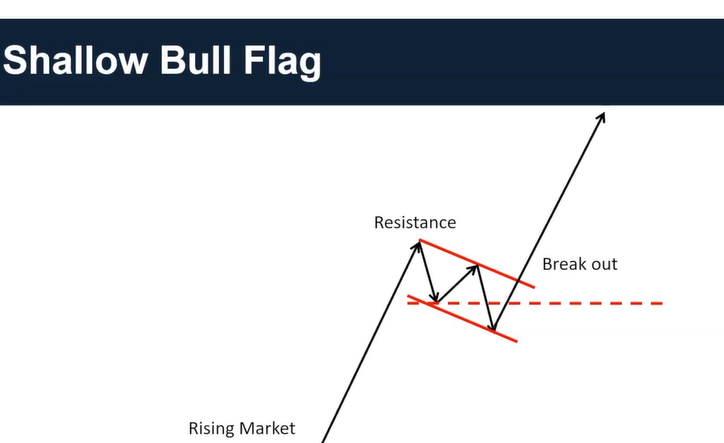 Shallow Bull Flag
Resistance
Break out
Rising Market